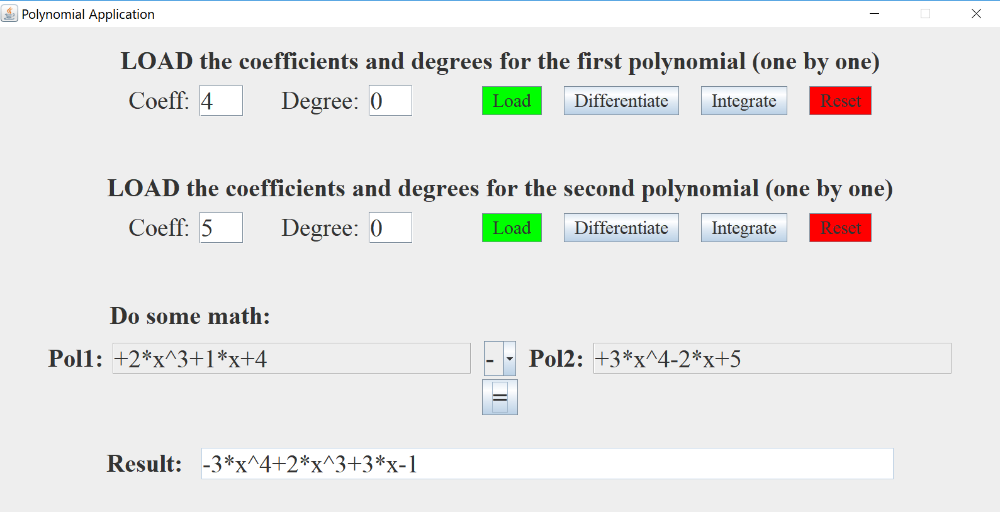 Polynomial Application
LOAD the coefficients and degrees for the first polynomial (one by one)
Coeff: 4 Degree: 0 Load Differentiate Integrate Reset
LOAD the coefficients and degrees for the second polynomial (one by one)
Coeff: 5 Degree: 0 Load Differentiate Integrate Reset
Do some math:
Pol1: +2*x^3+1*x+4 - Pol2: +3*x^4-2*x+5
=
Result: -3*x^4+2*x^3+3*x-1